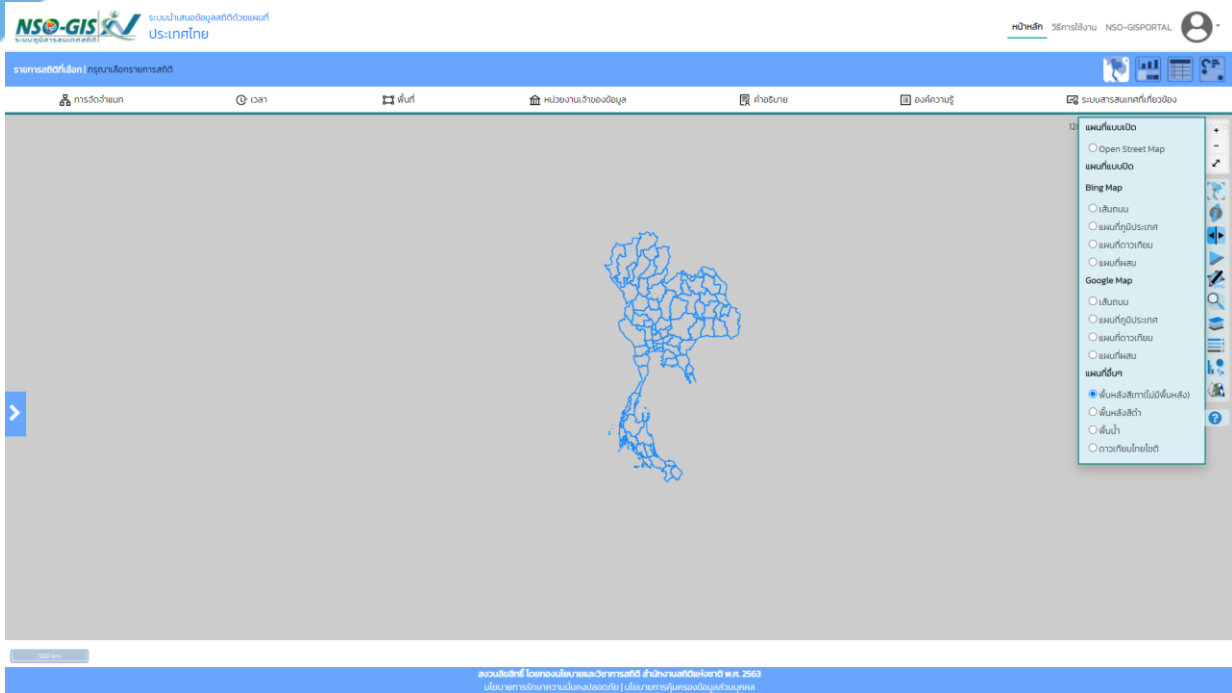 NSO-GIS
ระบบภูมิสารสนเทศสถิติ
ระบบนำเสนอข้อมูลสถิติด้วยแผนที่
ประเทศไทย
หน้าหลัก วิธีการใช้งาน NSO-GISPORTAL
รายการสถิติที่เลือก | กรุณาเลือกรายการสถิติ
การจัดจำแนก เวลา พื้นที่ หน่วยงานเจ้าของข้อมูล คำอธิบาย องค์ความรู้ ระบบสารสนเทศที่เกี่ยวข้อง
แผนที่แบบเปิด
Open Street Map
แผนที่แบบปิด
Bing Map
เส้นถนน
แผนที่ภูมิประเทศ
แผนที่ดาวเทียม
แผนที่ผสม
Google Map
เส้นถนน
แผนที่ภูมิประเทศ
แผนที่ดาวเทียม
แผนที่ผสม
แผนที่อื่นๆ
พื้นหลังสีเทา(ไม่มีพื้นหลัง)
พื้นหลังสีดำ
พื้นน้ำ
ดาวเทียมไทยโชติ
500 km
สงวนลิขสิทธิ์ โดยกองนโยบายและวิชาการสถิติ สำนักงานสถิติแห่งชาติ พ.ศ. 2563
นโยบายการรักษาความมั่นคงปลอดภัย | นโยบายการคุ้มครองข้อมูลส่วนบุคคล